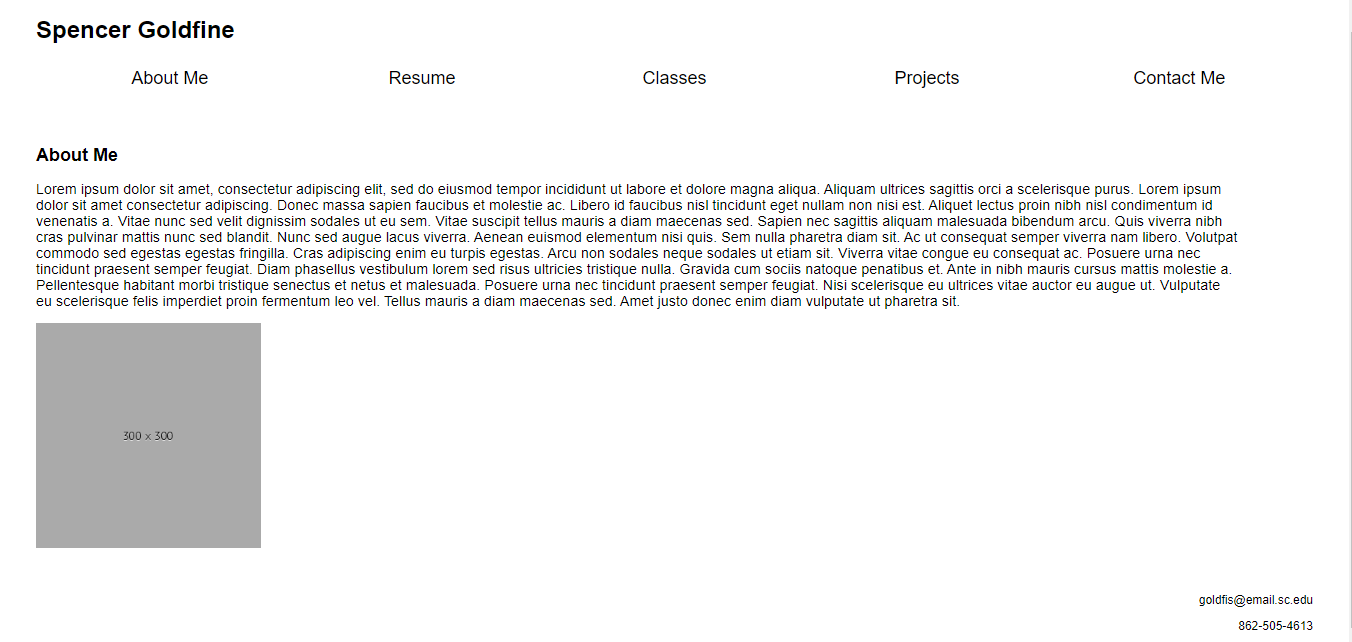 Spencer Goldfine
About Me Resume Classes Projects Contact Me
About Me
Lorem ipsum dolor sit amet, consectetur adipiscing elit, sed do eiusmod tempor incididunt ut labore et dolore magna aliqua. Aliquam ultrices sagittis orci a scelerisque purus. Lorem ipsum
dolor sit amet consectetur adipiscing. Donec massa sapien faucibus et molestie ac. Libero id faucibus nisl tincidunt eget nullam non nisi est. Aliquet lectus proin nibh nisl condimentum id
venenatis a. Vitae nunc sed velit dignissim sodales ut eu sem. Vitae suscipit tellus mauris a diam maecenas sed. Sapien nec sagittis aliquam malesuada bibendum arcu. Quis viverra nibh
cras pulvinar mattis nunc sed blandit. Nunc sed augue lacus viverra. Aenean euismod elementum nisi quis. Sem nulla pharetra diam sit. Ac ut consequat semper viverra nam libero. Volutpat
commodo sed egestas egestas fringilla. Cras adipiscing enim eu turpis egestas. Arcu non sodales neque sodales ut etiam sit. Viverra vitae congue eu consequat ac. Posuere urna nec
tincidunt praesent semper feugiat. Diam phasellus vestibulum lorem sed risus ultricies tristique nulla. Gravida cum sociis natoque penatibus et. Ante in nibh mauris cursus mattis molestie a.
Pellentesque habitant morbi tristique senectus et netus et malesuada. Posuere urna nec tincidunt praesent semper feugiat. Nisi scelerisque eu ultrices vitae auctor eu augue ut. Vulputate
eu scelerisque felis imperdiet proin fermentum leo vel. Tellus mauris a diam maecenas sed. Amet justo donec enim diam vulputate ut pharetra sit.
300 x 300
goldfis@email.sc.edu
862-505-4613